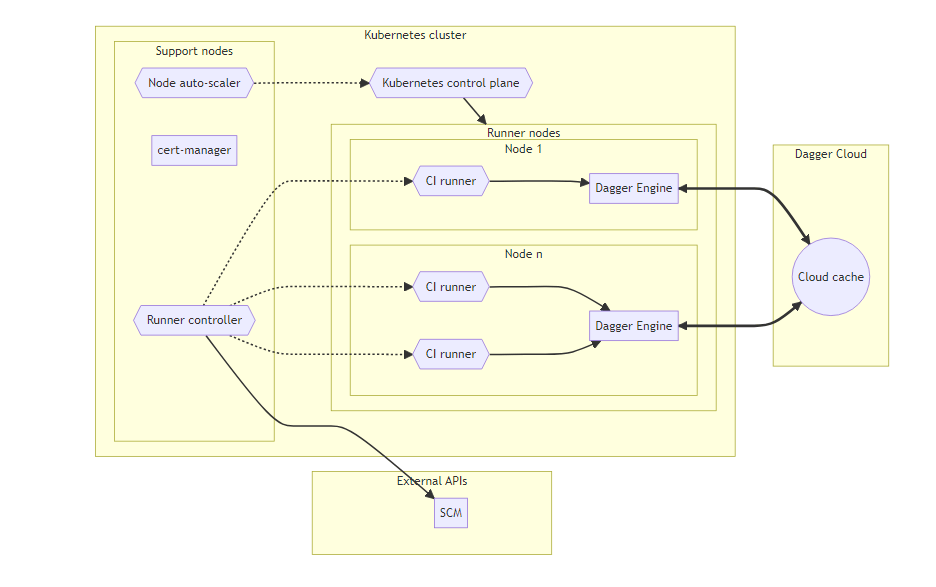 Kubernetes cluster
Support nodes
Node auto-scaler
Kubernetes control plane
cert-manager
Runner nodes
Node 1
CI runner
Dagger Engine
Dagger Cloud
Node n
CI runner
Cloud cache
Runner controller
Dagger Engine
CI runner
External APIs
SCM